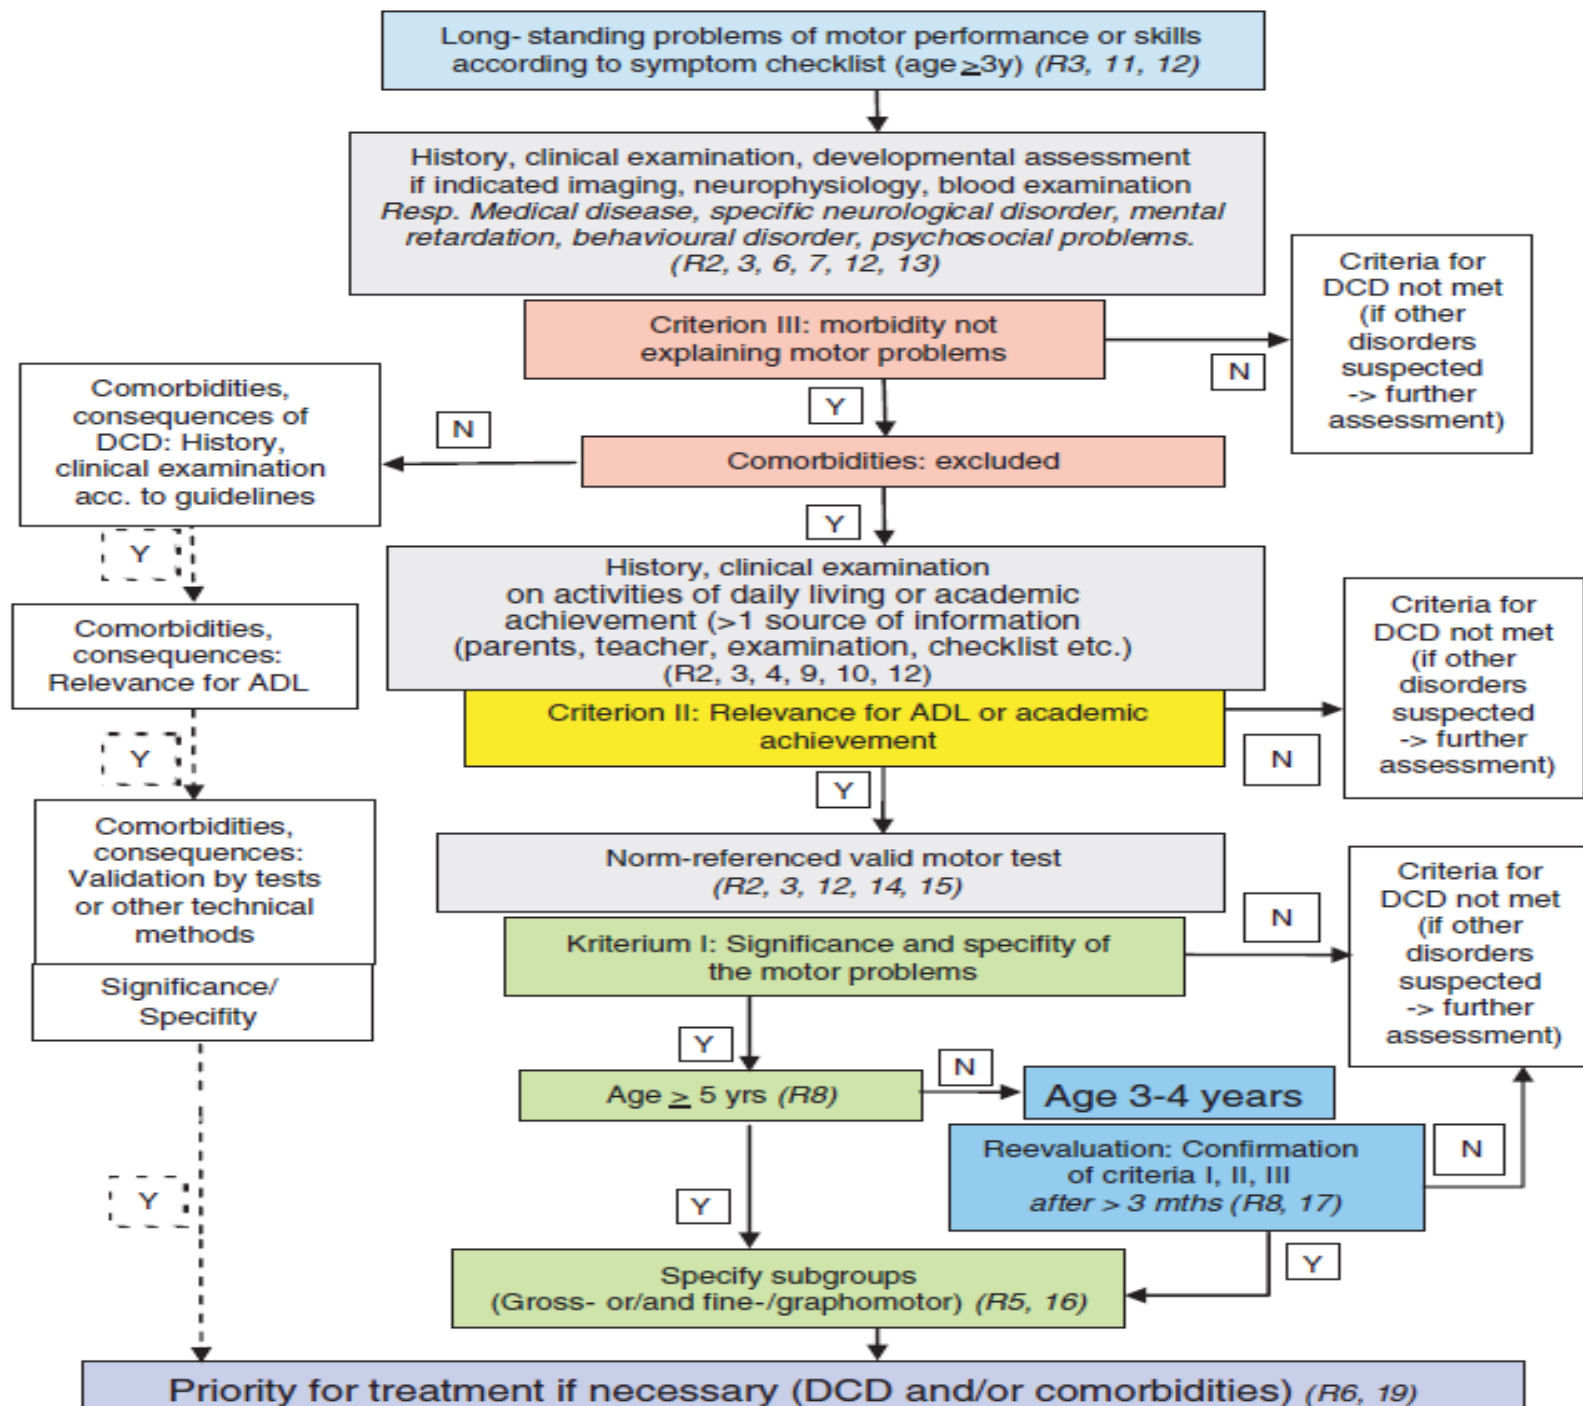 Long- standing problems of motor performance or skills
according to symptom checklist (age ≥3y) (R3, 11, 12)
History, clinical examination, developmental assessment
if indicated imaging, neurophysiology, blood examination
Resp. Medical disease, specific neurological disorder, mental
retardation, behavioural disorder, psychosocial problems.
(R2, 3, 6, 7, 12, 13)
Criterion III: morbidity not
explaining motor problems
N
Criteria for
DCD not met
(if other
disorders
suspected
-> further
assessment)
Y
Comorbidities: excluded
N
Comorbidities,
consequences of
DCD: History,
clinical examination
acc. to guidelines
Y
Comorbidities,
consequences:
Relevance for ADL
Y
Comorbidities,
consequences:
Validation by tests
or other technical
methods
Significance/
Specifity
Y
Y
History, clinical examination
on activities of daily living or academic
achievement (>1 source of information
(parents, teacher, examination, checklist etc.)
(R2, 3, 4, 9, 10, 12)
Criterion II: Relevance for ADL or academic
achievement
N
Criteria for
DCD not met
(if other
disorders
suspected
-> further
assessment)
Y
Norm-referenced valid motor test
(R2, 3, 12, 14, 15)
Kriterium I: Significance and specifity of
the motor problems
N
Criteria for
DCD not met
(if other
disorders
suspected
-> further
assessment)
Y
Age ≥ 5 yrs (R8)
N
Age 3-4 years
Reevaluation: Confirmation
of criteria I, II, III
after > 3 mths (R8, 17)
N
Y
Y
Specify subgroups
(Gross- or/and fine-/graphomotor) (R5, 16)
Priority for treatment if necessary (DCD and/or comorbidities) (R6, 19)